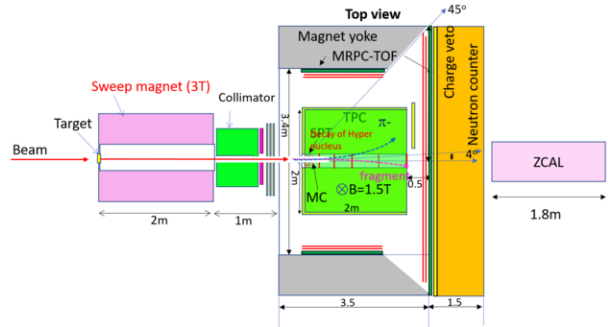 Top view
45°
Magnet yoke
MRPC-TOF
Charge veto
Neutron counter
Sweep magnet (3T)
Collimator
3.4m
TPC
SPT
π-
Decay of Hyper
nucleus
Target
Beam
4°
ZCAL
fragment
2m
MC
0.5
⊗B=1.5T
2m
2m
1m
1.8m
3.5
1.5